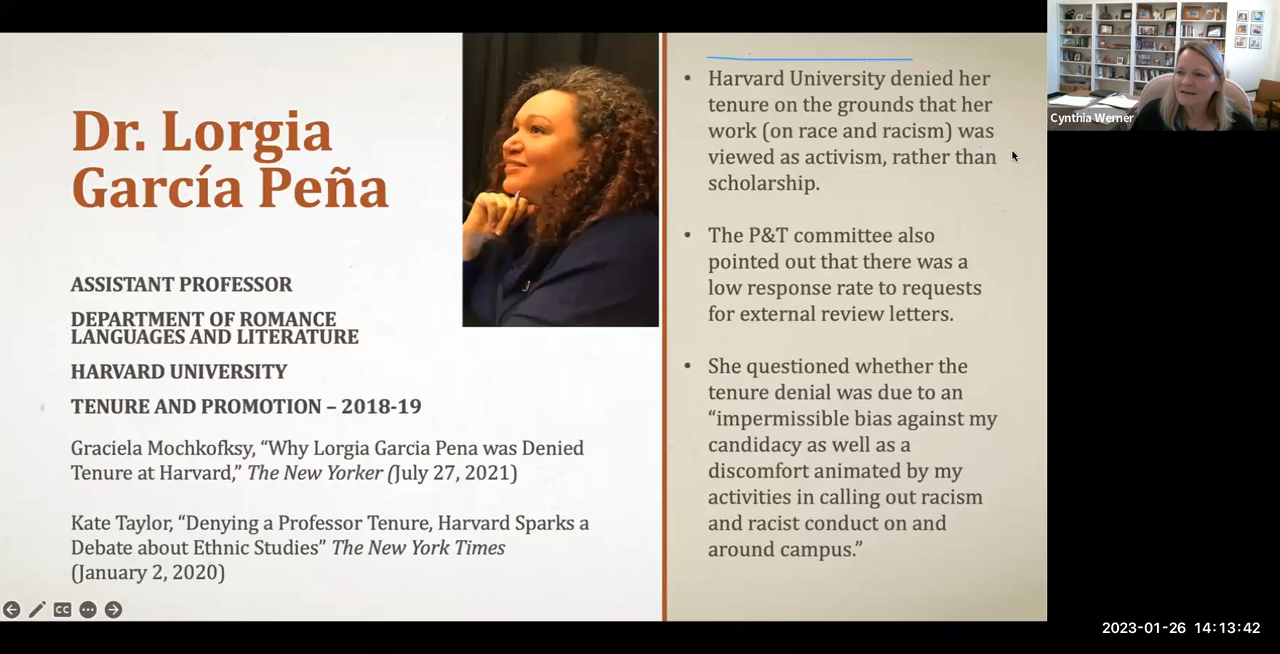 Dr. Lorgia
García Peña
ASSISTANT PROFESSOR
DEPARTMENT OF ROMANCE
LANGUAGES AND LITERATURE
HARVARD UNIVERSITY
TENURE AND PROMOTION – 2018-19
Graciela Mochkofksy, “Why Lorgia Garcia Pena was Denied
Tenure at Harvard,” The New Yorker (July 27, 2021)
Kate Taylor, “Denying a Professor Tenure, Harvard Sparks a
Debate about Ethnic Studies” The New York Times
(January 2, 2020)
CC
• Harvard University denied her
tenure on the grounds that her
work (on race and racism) was
viewed as activism, rather than
scholarship.
• The P&T committee also
pointed out that there was a
low response rate to requests
for external review letters.
• She questioned whether the
tenure denial was due to an
“impermissible bias against my
candidacy as well as a
discomfort animated by my
activities in calling out racism
and racist conduct on and
around campus.”
Cynthia Werner
2023-01-26 14:13:42